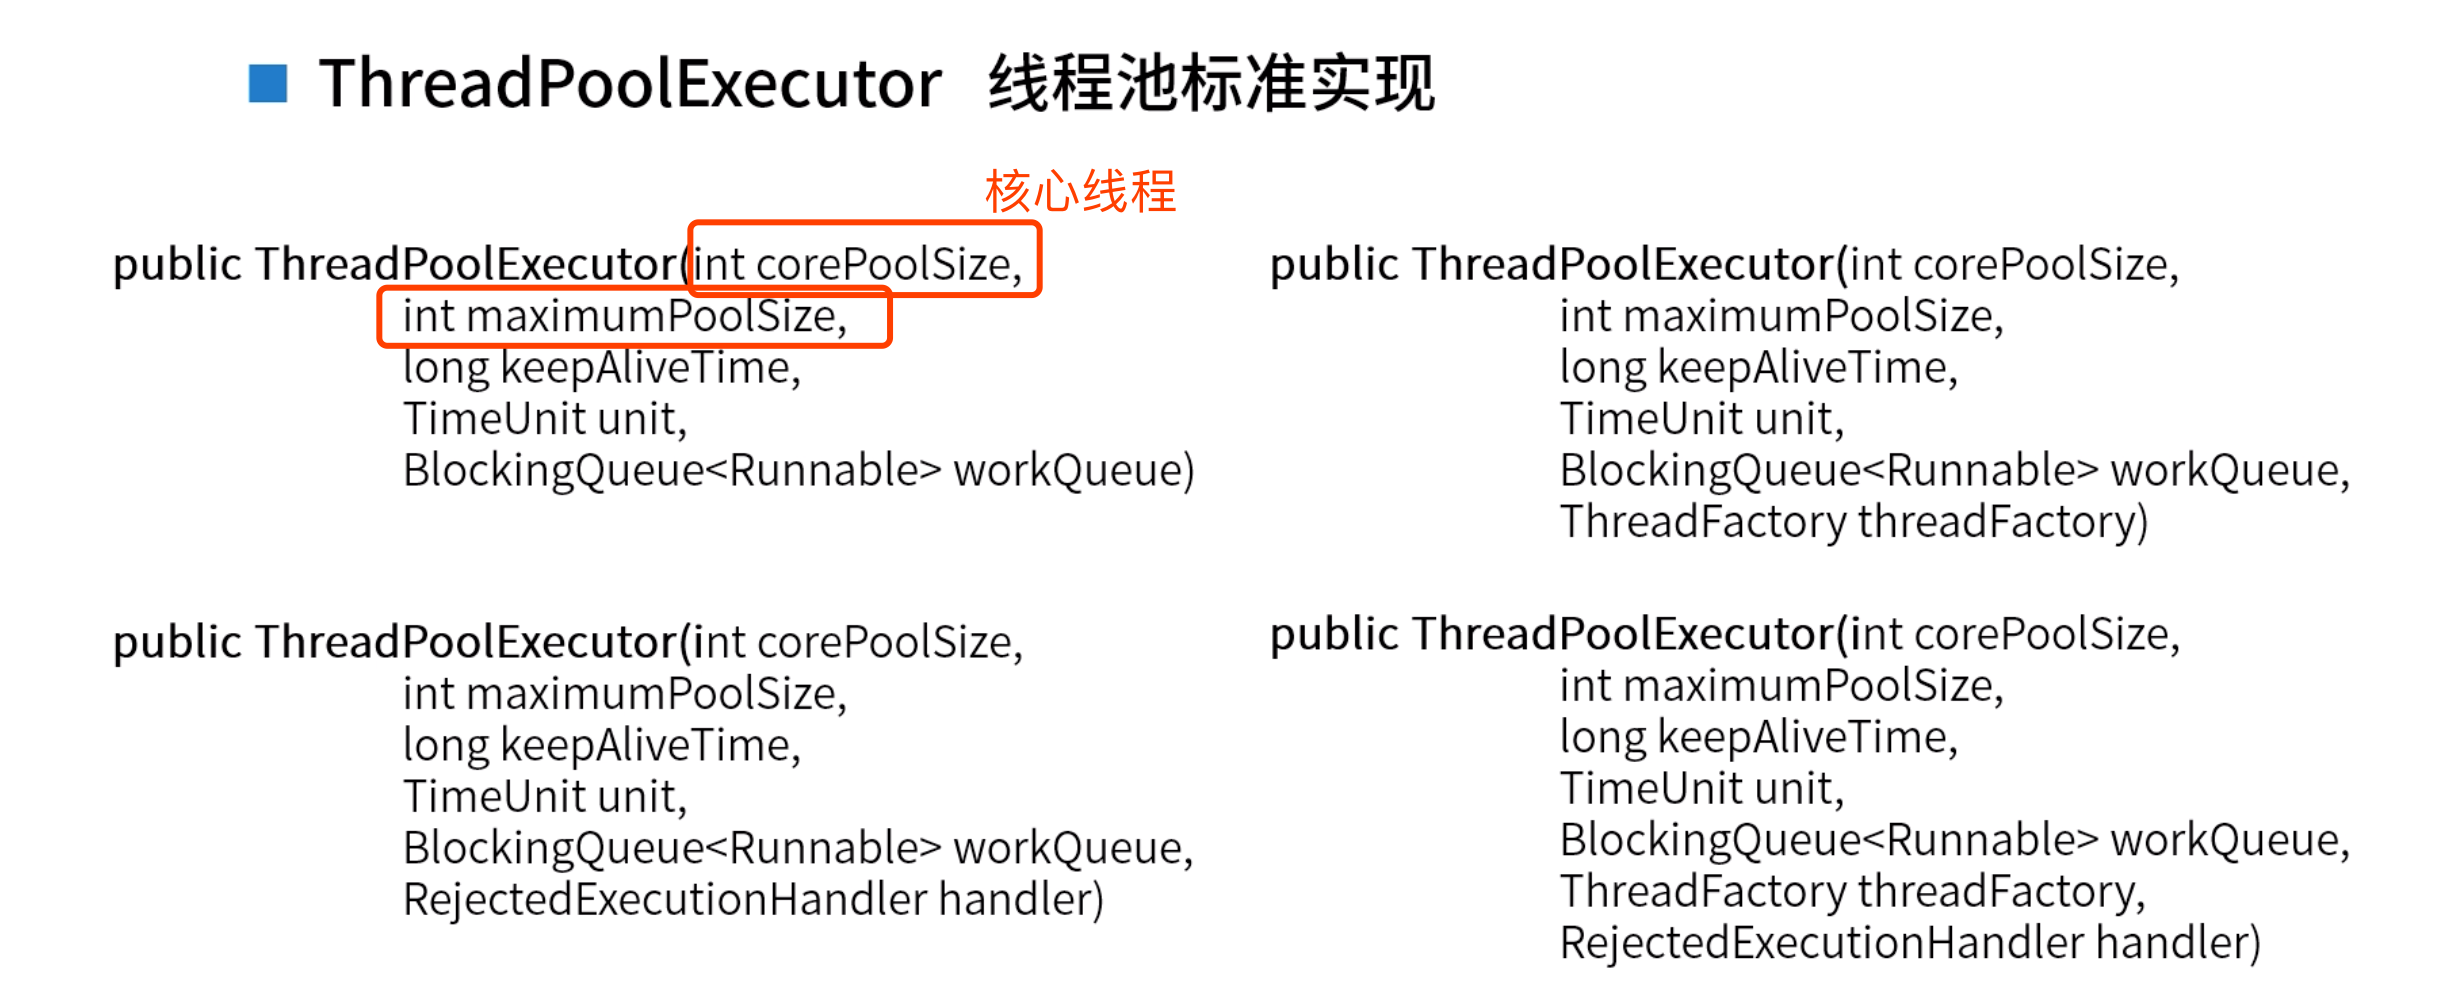 ThreadPoolExecutor 线程池标准实现
核心线程
public ThreadPoolExecutor(int corePoolSize,
int maximumPoolSize,
long keepAliveTime,
TimeUnit unit,
BlockingQueue<Runnable> workQueue)
public ThreadPoolExecutor(int corePoolSize,
int maximumPoolSize,
long keepAliveTime,
TimeUnit unit,
BlockingQueue<Runnable> workQueue,
ThreadFactory threadFactory)
public ThreadPoolExecutor(int corePoolSize,
int maximumPoolSize,
long keepAliveTime,
TimeUnit unit,
BlockingQueue<Runnable> workQueue,
RejectedExecutionHandler handler)
public ThreadPoolExecutor(int corePoolSize,
int maximumPoolSize,
long keepAliveTime,
TimeUnit unit,
BlockingQueue<Runnable> workQueue,
ThreadFactory threadFactory,
RejectedExecutionHandler handler)